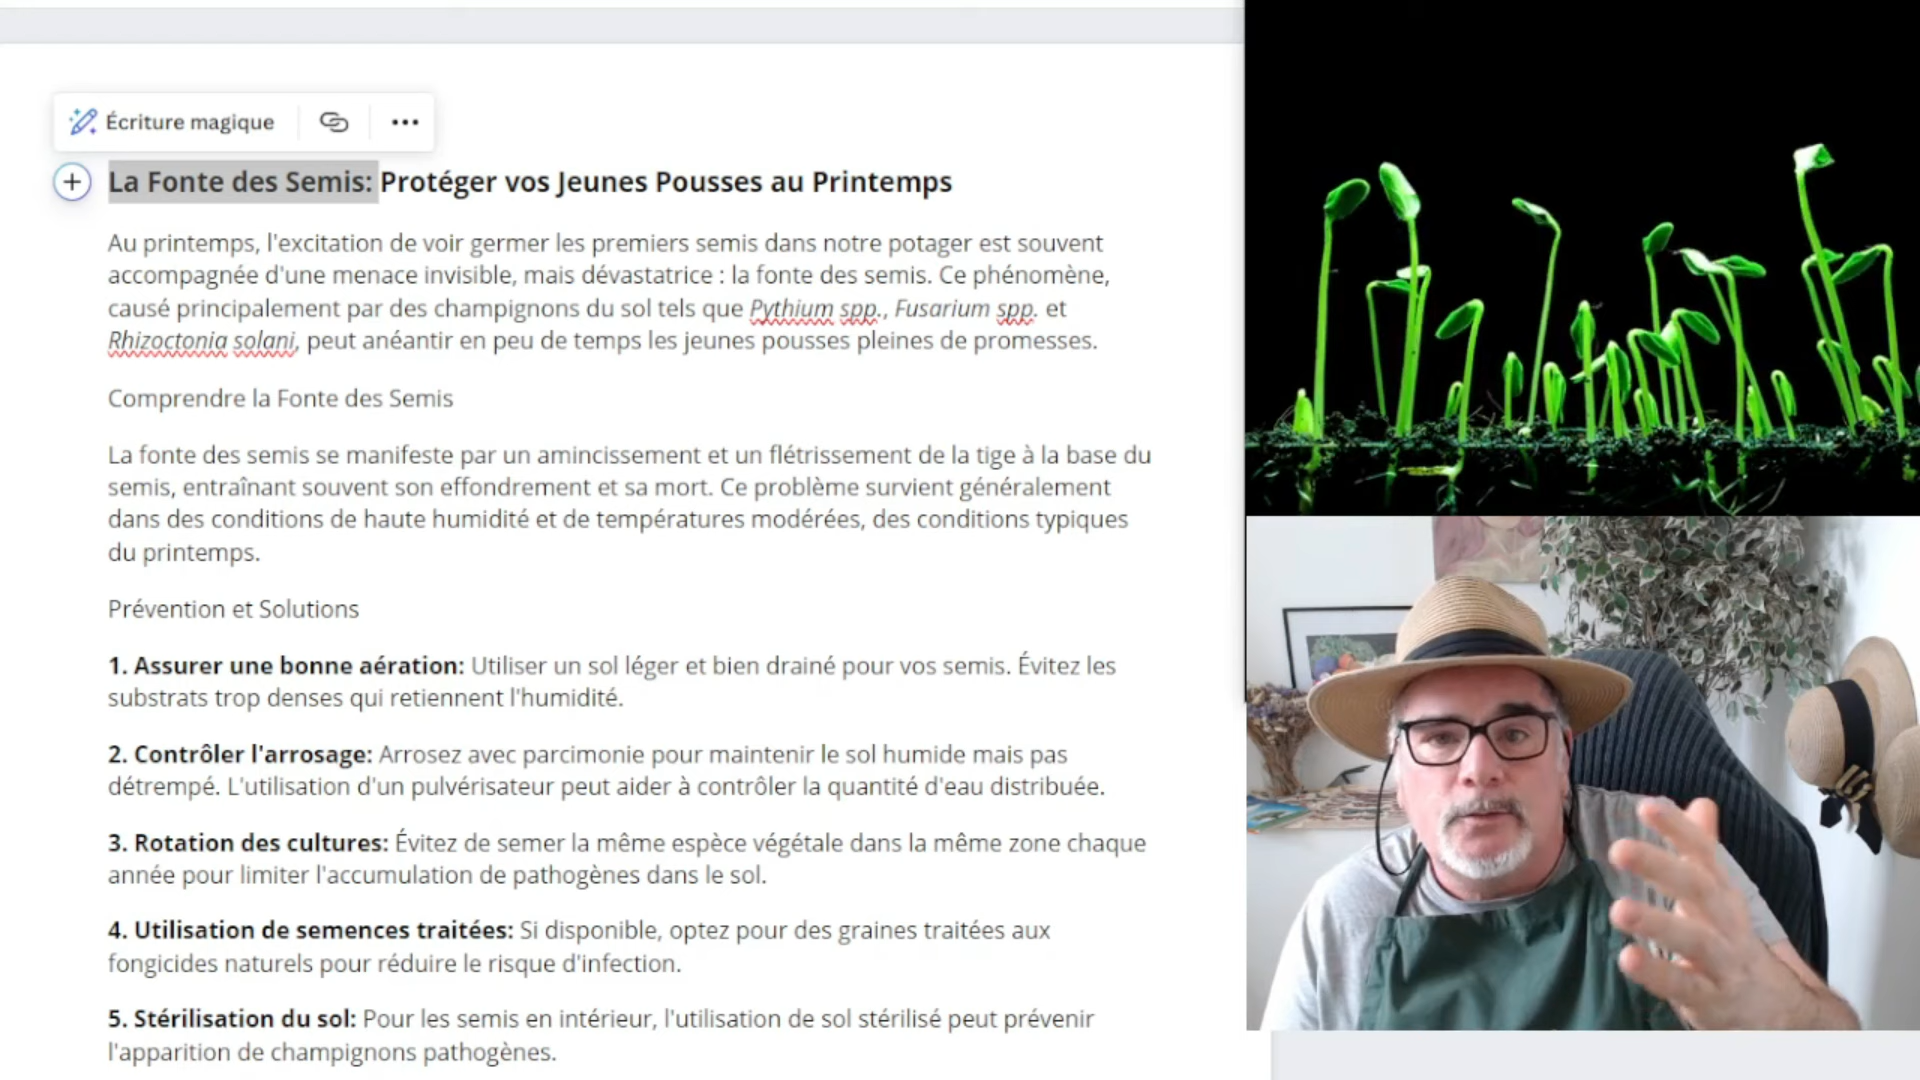 Écriture magique
La Fonte des Semis: Protéger vos Jeunes Pousses au Printemps
Au printemps, l'excitation de voir germer les premiers semis dans notre potager est souvent
accompagnée d'une menace invisible, mais dévastatrice : la fonte des semis. Ce phénomène,
causé principalement par des champignons du sol tels que Pythium spp., Fusarium spp. et
Rhizoctonia solani, peut anéantir en peu de temps les jeunes pousses pleines de promesses.
Comprendre la Fonte des Semis
La fonte des semis se manifeste par un amincissement et un flétrissement de la tige à la base du
semis, entraînant souvent son effondrement et sa mort. Ce problème survient généralement
dans des conditions de haute humidité et de températures modérées, des conditions typiques
du printemps.
Prévention et Solutions
1. Assurer une bonne aération: Utiliser un sol léger et bien drainé pour vos semis. Évitez les
substrats trop denses qui retiennent l'humidité.
2. Contrôler l'arrosage: Arrosez avec parcimonie pour maintenir le sol humide mais pas
détrempé. L'utilisation d'un pulvérisateur peut aider à contrôler la quantité d'eau distribuée.
3. Rotation des cultures: Évitez de semer la même espèce végétale dans la même zone chaque
année pour limiter l'accumulation de pathogènes dans le sol.
4. Utilisation de semences traitées: Si disponible, optez pour des graines traitées aux
fongicides naturels pour réduire le risque d'infection.
5. Stérilisation du sol: Pour les semis en intérieur, l'utilisation de sol stérilisé peut prévenir
l'apparition de champignons pathogènes.